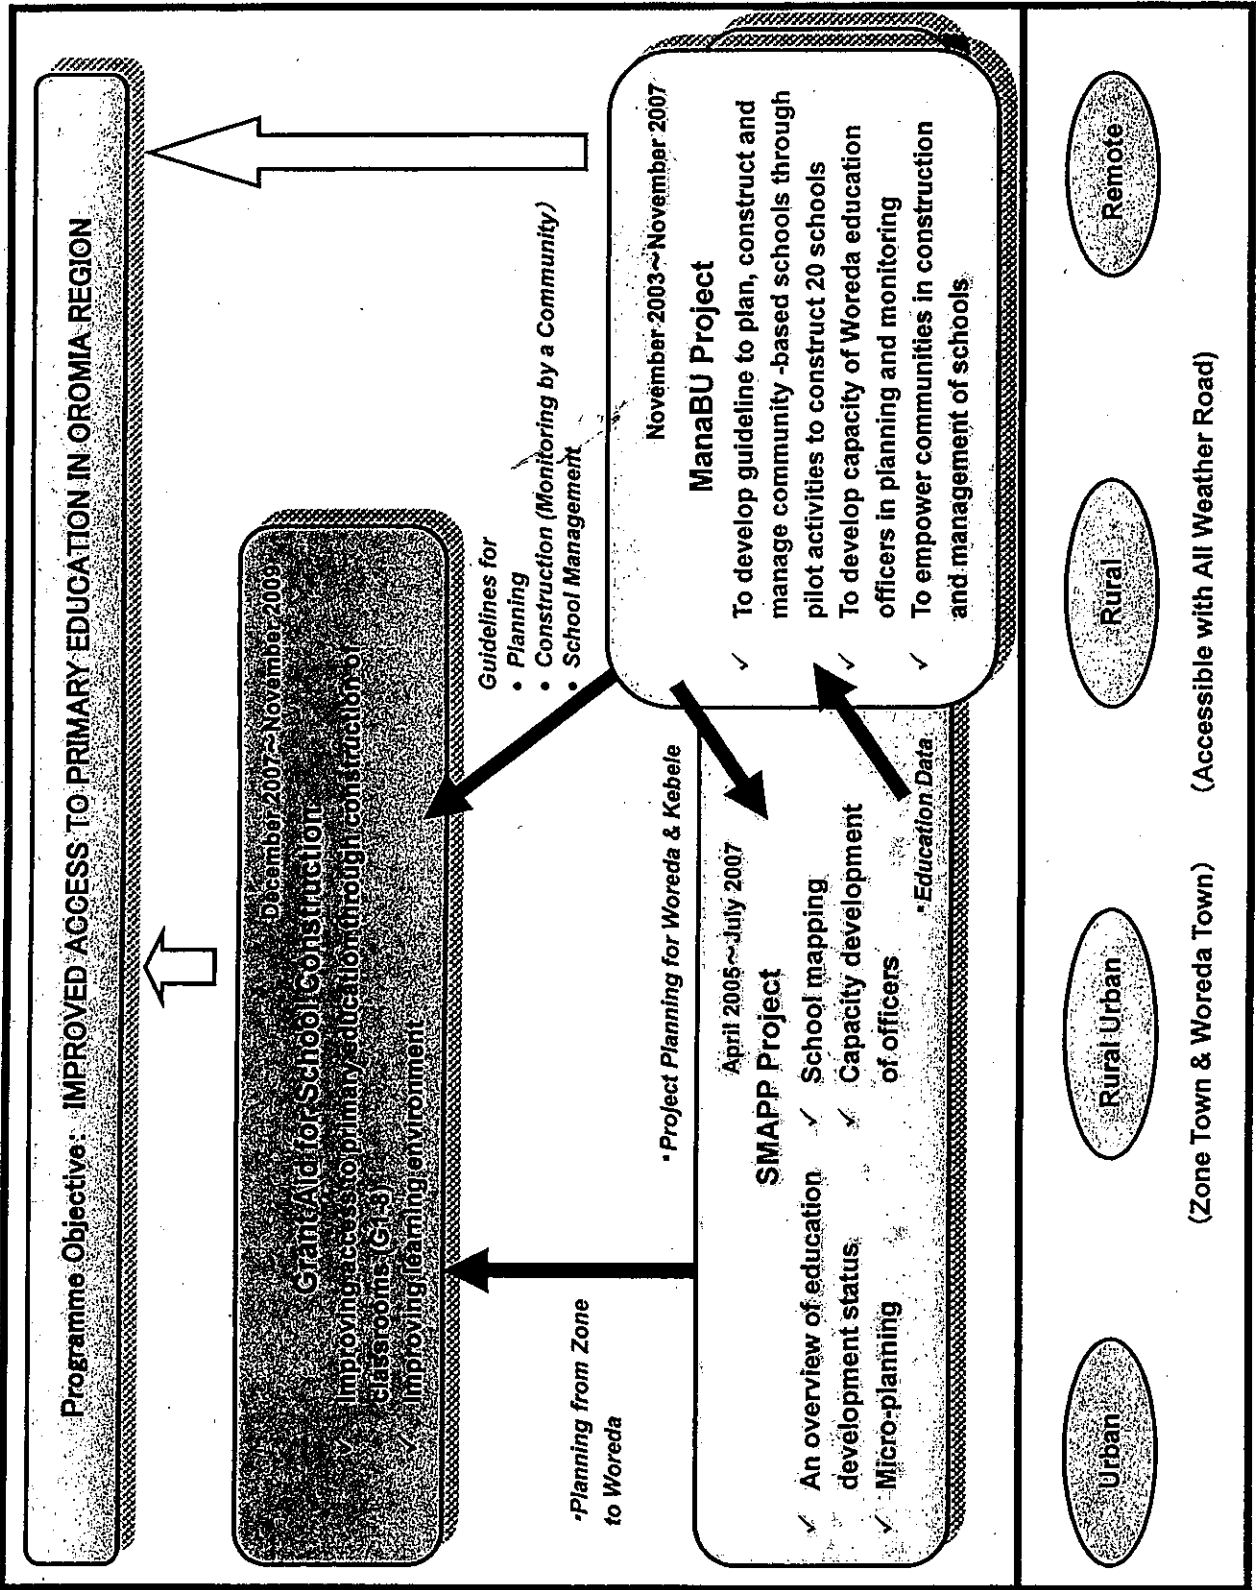 Programme Objective: IMPROVED ACCESS TO PRIMARY EDUCATION IN OROMIA REGION
December 2007~November 2009
Grant Aid for School Construction
✓ Improving access to primary education through construction of
classrooms (G1-8)
✓ Improving learning environment
Guidelines for
• Planning
• Construction (Monitoring by a Community)
• School Management
•Planning from Zone
to Woreda
•Project Planning for Woreda & Kebele
April 2005~July 2007
SMAPP Project
✓ An overview of education
development status
✓ Micro-planning
✓ School mapping
✓ Capacity development
of officers
•Education Data
November 2003~November 2007
ManaBU Project
✓ To develop guideline to plan, construct and
manage community -based schools through
pilot activities to construct 20 schools
✓ To develop capacity of Woreda education
officers in planning and monitoring
✓ To empower communities in construction
and management of schools
Urban
Rural Urban
Rural
Remote
(Zone Town & Woreda Town)
(Accessible with All Weather Road)